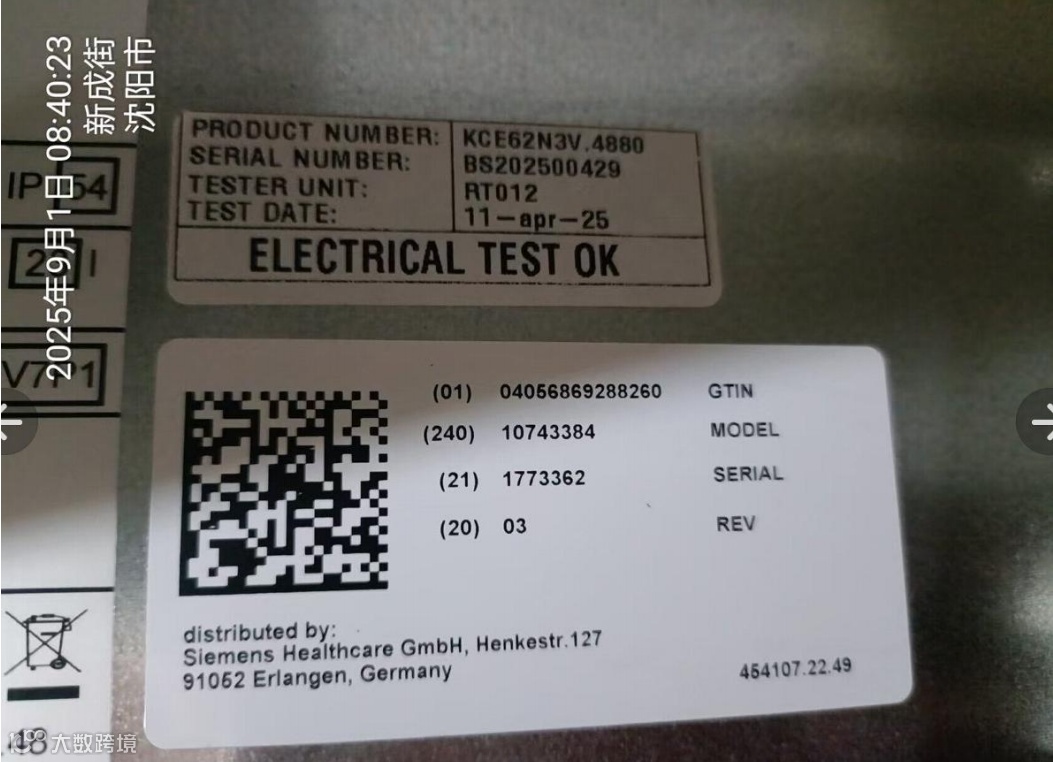 2025年9月1日 08:40:23
新成街
沈阳市
IP 54
V7P1
PRODUCT NUMBER: KCE62N3V.4880
SERIAL NUMBER: BS202500429
TESTER UNIT: RT012
TEST DATE: 11-apr-25
ELECTRICAL TEST OK
(01) 04056869288260 GTIN
(240) 10743384 MODEL
(21) 1773362 SERIAL
(20) 03 REV
distributed by:
Siemens Healthcare GmbH, Henkestr.127
91052 Erlangen, Germany
454107.22.49
大数跨境